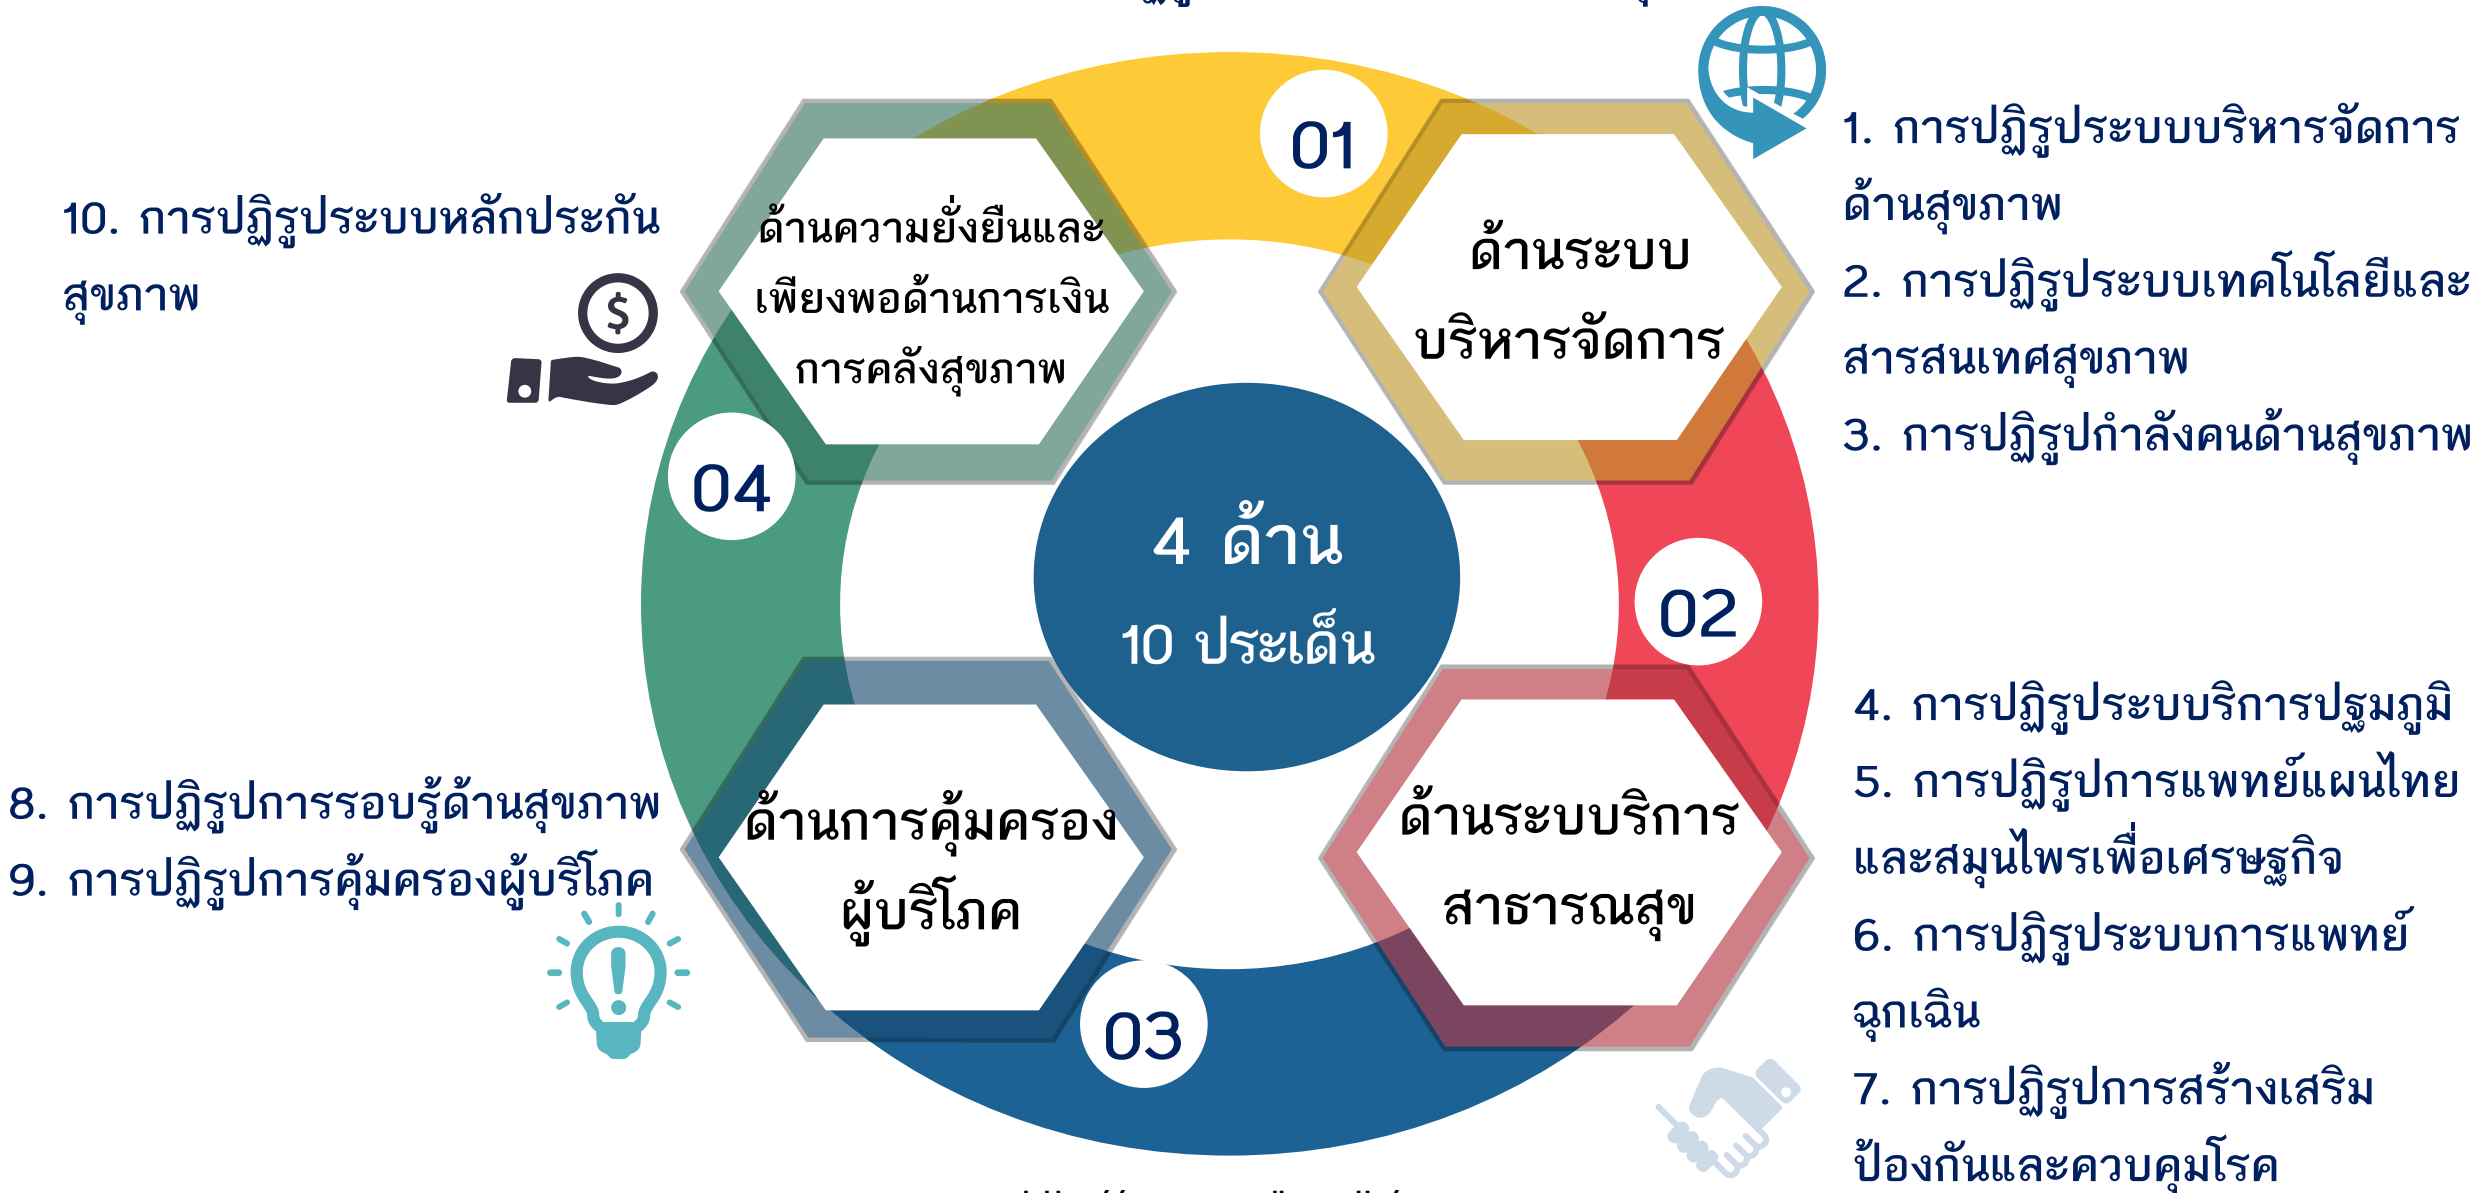 01
1. การปฏิรูประบบบริหารจัดการ
ด้านสุขภาพ
2. การปฏิรูประบบเทคโนโลยีและ
สารสนเทศสุขภาพ
3. การปฏิรูปกำลังคนด้านสุขภาพ
ด้านระบบ
บริหารจัดการ
10. การปฏิรูประบบหลักประกัน
สุขภาพ
$
ด้านความยั่งยืนและ
เพียงพอด้านการเงิน
การคลังสุขภาพ
04
4 ด้าน
10 ประเด็น
02
4. การปฏิรูประบบริการปฐมภูมิ
5. การปฏิรูปการแพทย์แผนไทย
และสมุนไพรเพื่อเศรษฐกิจ
6. การปฏิรูประบบการแพทย์
ฉุกเฉิน
7. การปฏิรูปการสร้างเสริม
ป้องกันและควบคุมโรค
ด้านระบบริการ
สาธารณสุข
8. การปฏิรูปการรอบรู้ด้านสุขภาพ
9. การปฏิรูปการคุ้มครองผู้บริโภค
ด้านการคุ้มครอง
ผู้บริโภค
03